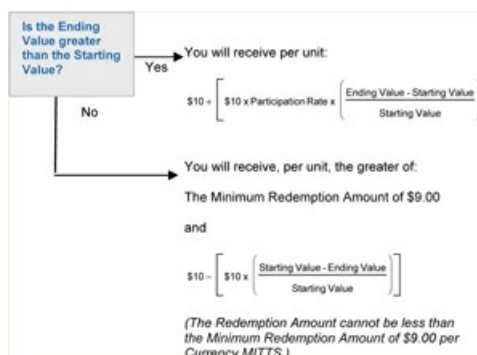 Is the Ending
Value greater
than the Starting
Value?
Yes
You will receive per unit:
$10 + [ $10 x Participation Rate x ( Ending Value - Starting Value
Starting Value
No
You will receive, per unit, the greater of:
The Minimum Redemption Amount of $9.00
and
$10 – [ $10 x ( Starting Value - Ending Value ) ]
Starting Value
(The Redemption Amount cannot be less than
the Minimum Redemption Amount of $9.00 per
Currency MITTS.)